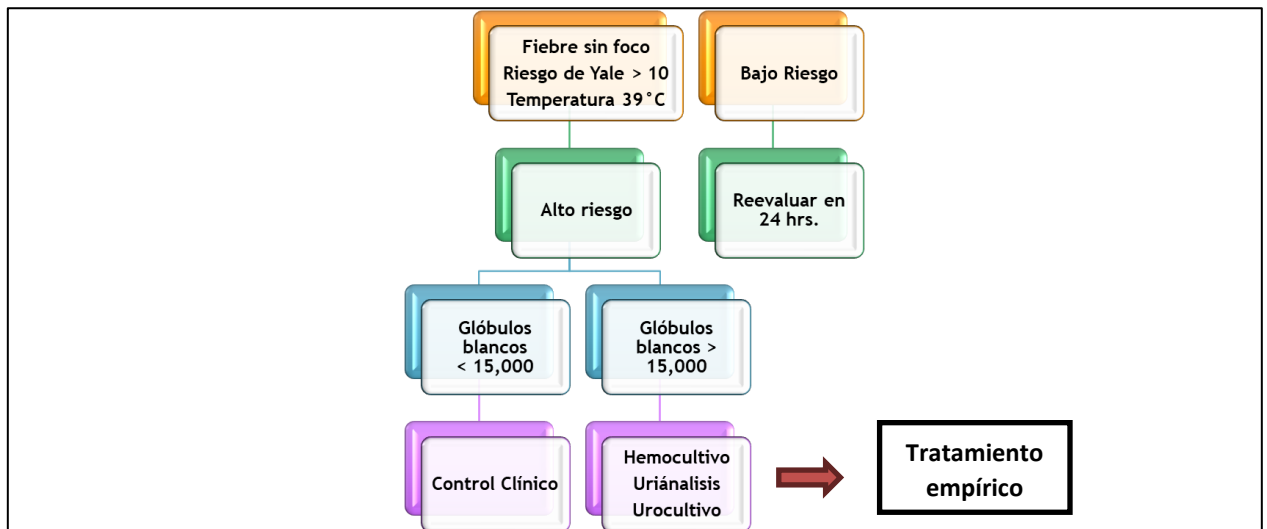 Fiebre sin foco
Riesgo de Yale > 10
Temperatura 39°C
Bajo Riesgo
Alto riesgo
Reevaluar en
24 hrs.
Glóbulos
blancos
< 15,000
Glóbulos
blancos >
15,000
Control Clínico
Hemocultivo
Uriánalisis
Urocultivo
Tratamiento
empírico